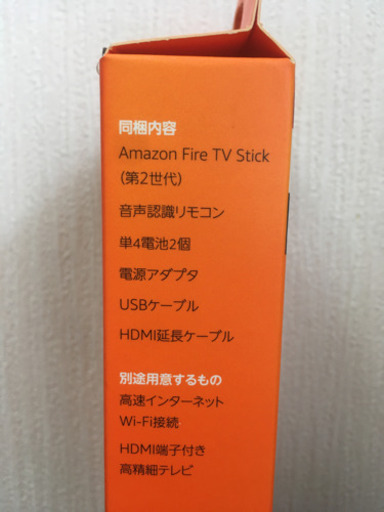 同梱内容
Amazon Fire TV Stick
（第2世代）
音声認識リモコン
単4電池2個
電源アダプタ
USBケーブル
HDMI延長ケーブル
別途用意するもの
高速インターネット
Wi-Fi接続
HDMI端子付き
高精細テレビ